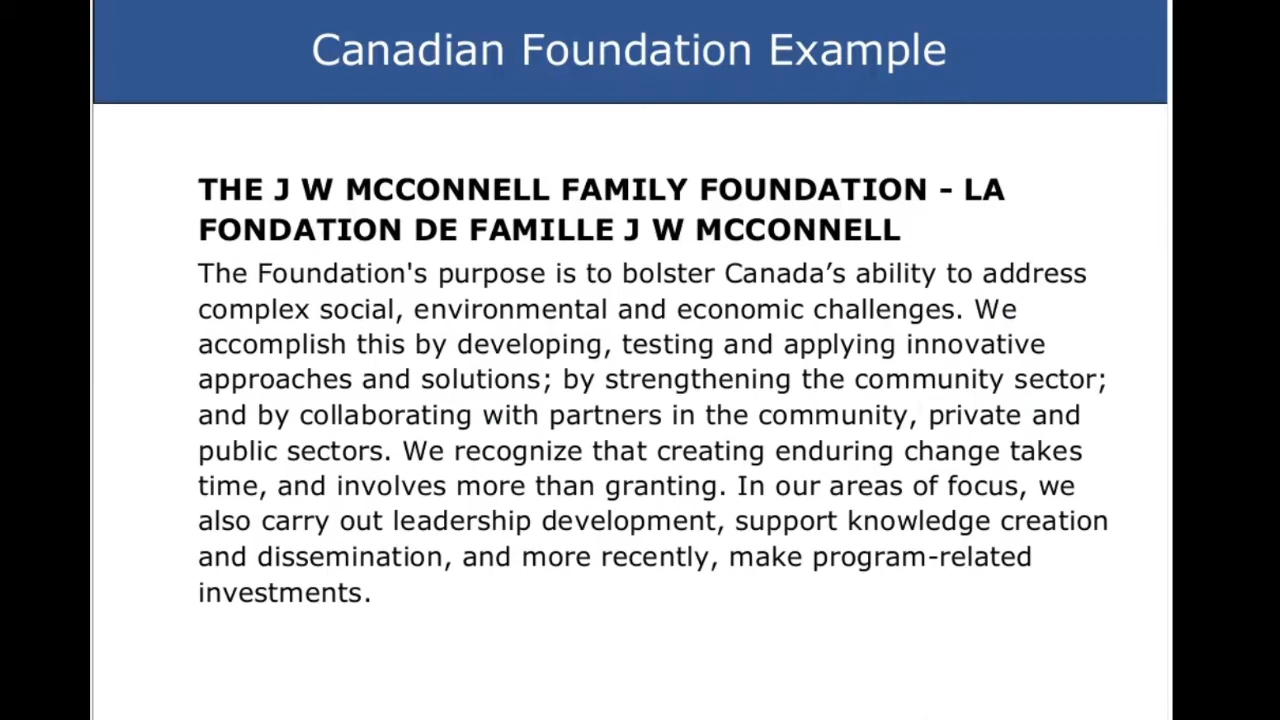 Canadian Foundation Example
THE J W MCCONNELL FAMILY FOUNDATION – LA
FONDATION DE FAMILLE J W MCCONNELL
The Foundation's purpose is to bolster Canada’s ability to address
complex social, environmental and economic challenges. We
accomplish this by developing, testing and applying innovative
approaches and solutions; by strengthening the community sector;
and by collaborating with partners in the community, private and
public sectors. We recognize that creating enduring change takes
time, and involves more than granting. In our areas of focus, we
also carry out leadership development, support knowledge creation
and dissemination, and more recently, make program-related
investments.